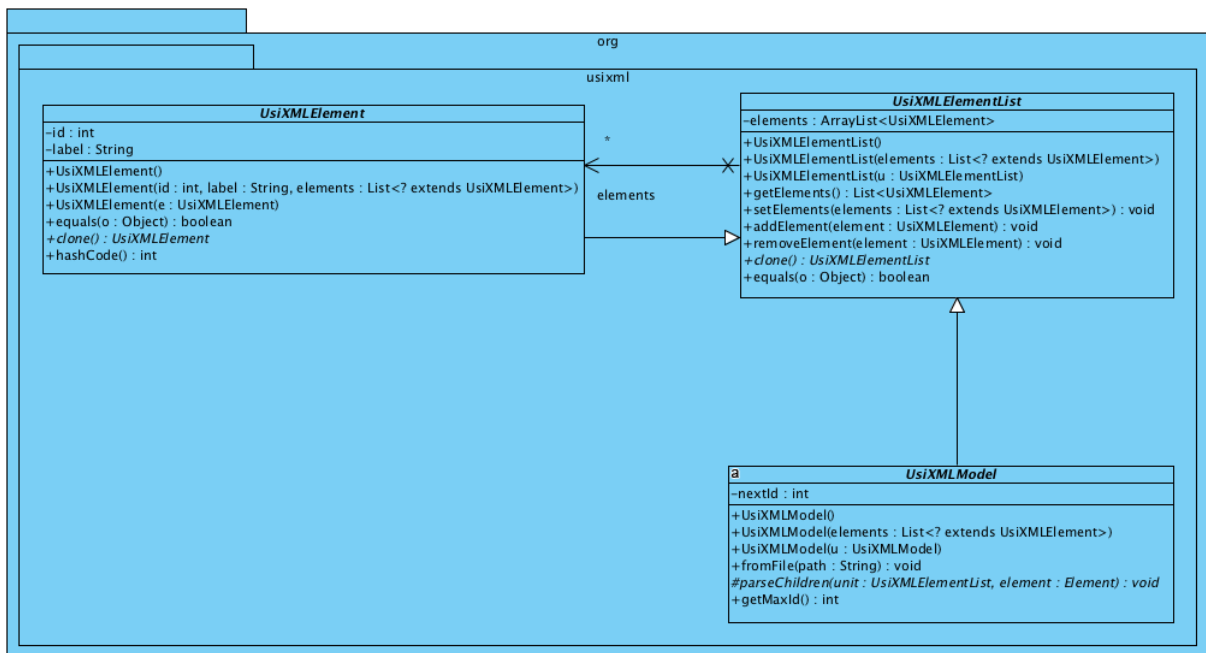 org
usixml
UsiXMLElement
-id : int
-label : String
+UsiXMLElement()
+UsiXMLElement(id : int, label : String, elements : List<? extends UsiXMLElement>)
+UsiXMLElement(e : UsiXMLElement)
+equals(o : Object) : boolean
+clone() : UsiXMLElement
+hashCode() : int
*
elements
UsiXMLElementList
-elements : ArrayList<UsiXMLElement>
+UsiXMLElementList()
+UsiXMLElementList(elements : List<? extends UsiXMLElement>)
+UsiXMLElementList(u : UsiXMLElementList)
+getElements() : List<UsiXMLElement>
+setElements(elements : List<? extends UsiXMLElement>) : void
+addElement(element : UsiXMLElement) : void
+removeElement(element : UsiXMLElement) : void
+clone() : UsiXMLElementList
+equals(o : Object) : boolean
a
UsiXMLModel
-nextId : int
+UsiXMLModel()
+UsiXMLModel(elements : List<? extends UsiXMLElement>)
+UsiXMLModel(u : UsiXMLModel)
+fromFile(path : String) : void
#parseChildren(unit : UsiXMLElementList, element : Element) : void
+getMaxId() : int